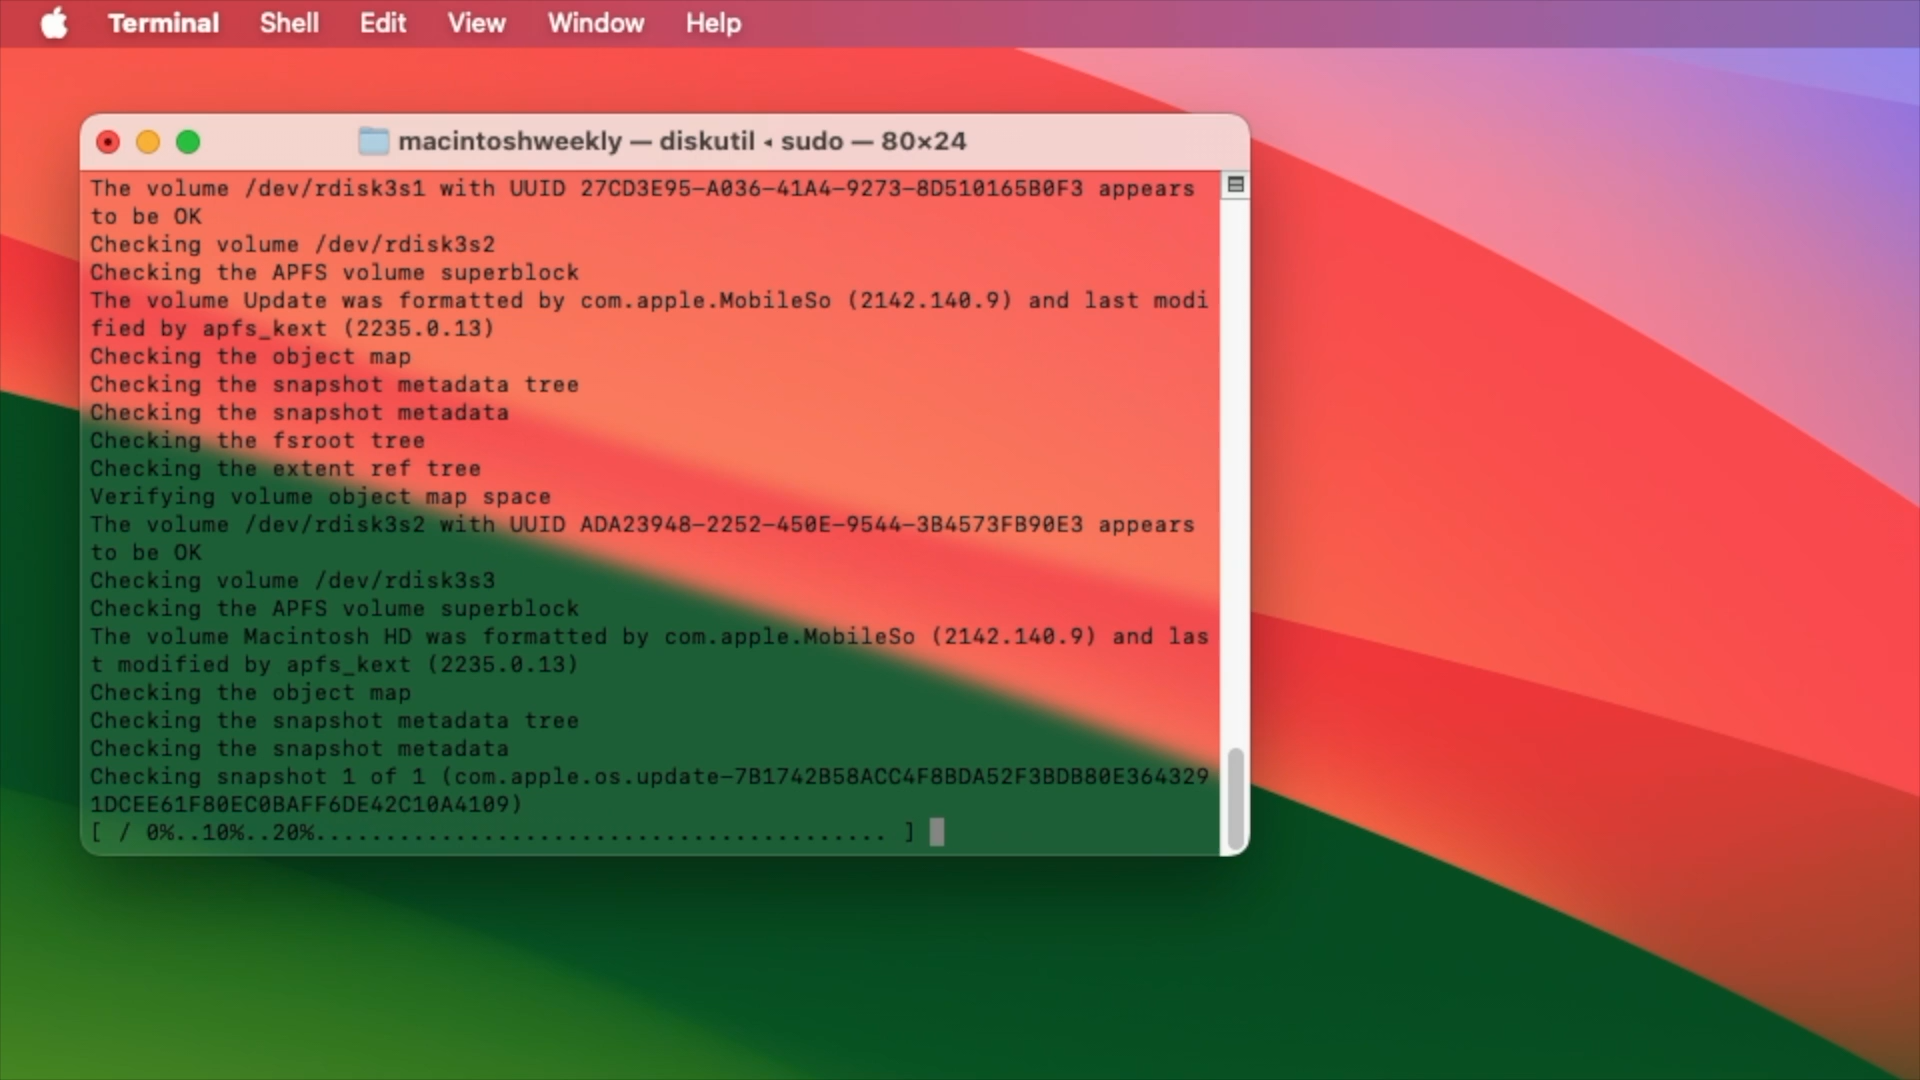 Terminal Shell Edit View Window Help
macintoshweekly — diskutil ◂ sudo — 80×24
The volume /dev/rdisk3s1 with UUID 27CD3E95-A036-41A4-9273-8D510165B0F3 appears
to be OK
Checking volume /dev/rdisk3s2
Checking the APFS volume superblock
The volume Update was formatted by com.apple.MobileSo (2142.140.9) and last modi
fied by apfs_kext (2235.0.13)
Checking the object map
Checking the snapshot metadata tree
Checking the snapshot metadata
Checking the fsroot tree
Checking the extent ref tree
Verifying volume object map space
The volume /dev/rdisk3s2 with UUID ADA23948-2252-450E-9544-3B4573FB90E3 appears
to be OK
Checking volume /dev/rdisk3s3
Checking the APFS volume superblock
The volume Macintosh HD was formatted by com.apple.MobileSo (2142.140.9) and las
t modified by apfs_kext (2235.0.13)
Checking the object map
Checking the snapshot metadata tree
Checking the snapshot metadata
Checking snapshot 1 of 1 (com.apple.os.update-7B1742B58ACC4F8BDA52F3BDB80E364329
1DCEE61F80EC0BAFF6DE42C10A4109)
[ / 0%..10%..20%......................................... ]